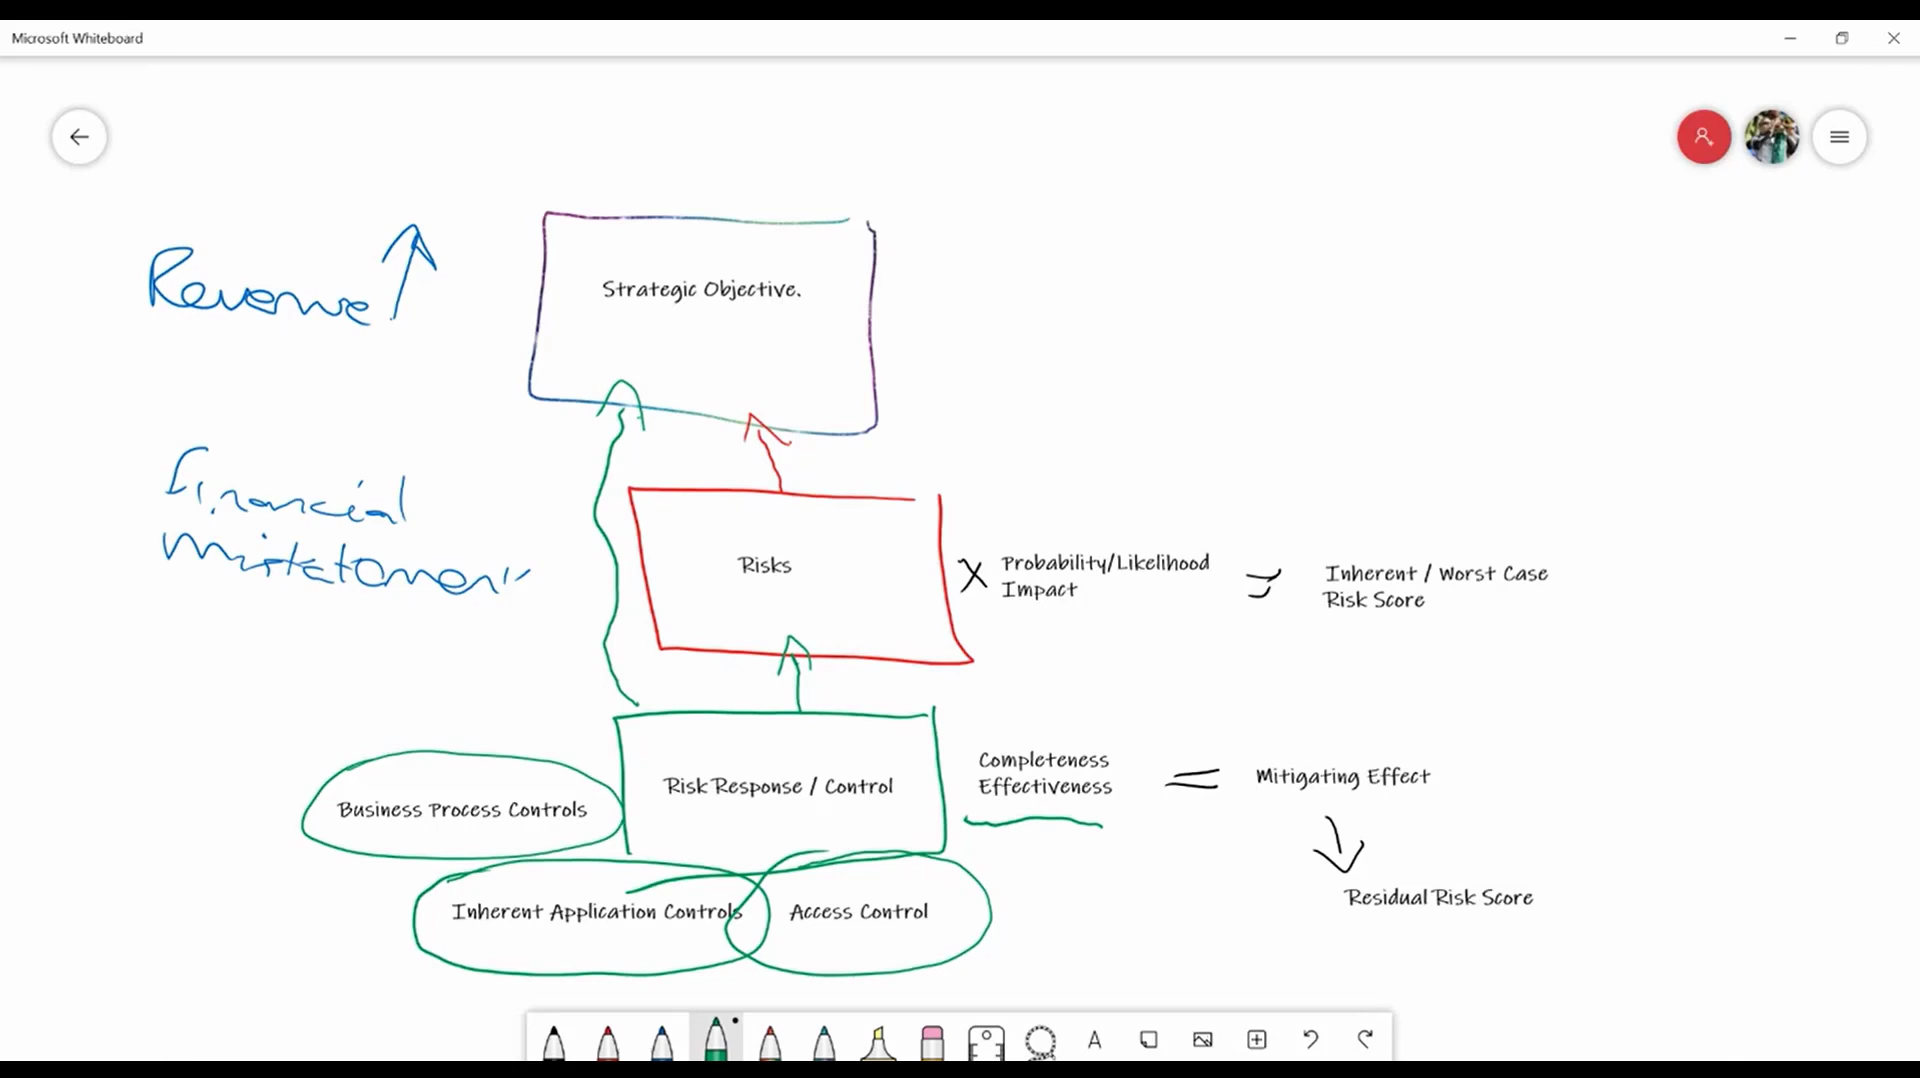 Microsoft Whiteboard
Revenue
Strategic Objective.
Financial
Risks
X
Probability/Likelihood
Impact
=
Inherent / Worst Case
Risk Score
Risk Response / Control
Completeness
Effectiveness
=
Mitigating Effect
Business Process Controls
Inherent Application Controls
Access Control
Residual Risk Score
A